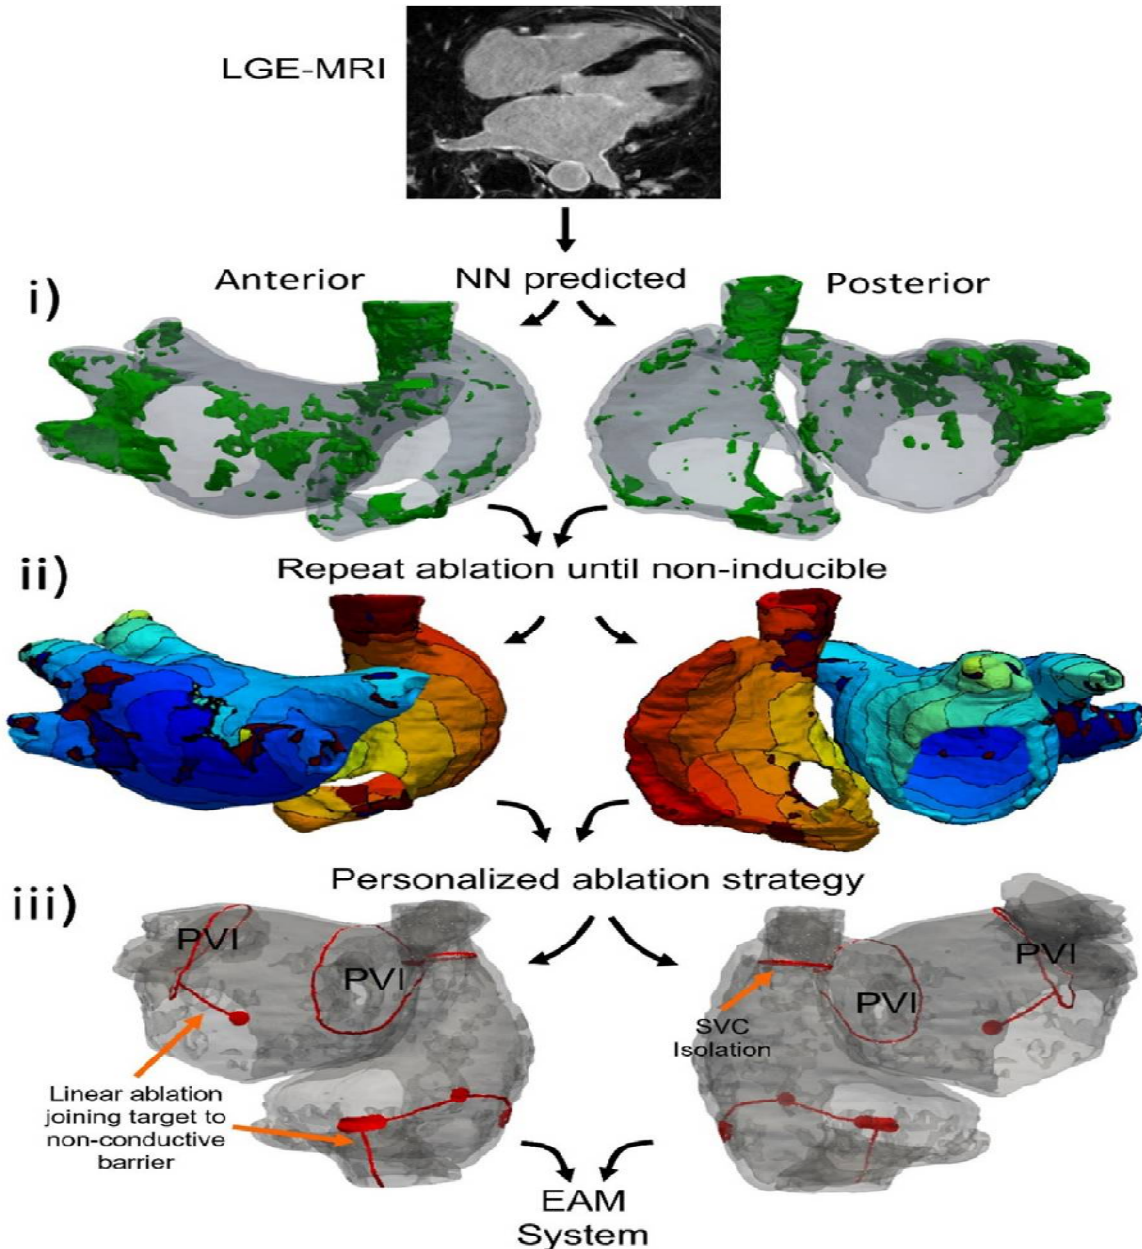 LGE-MRI
i)
Anterior
NN predicted
Posterior
ii)
Repeat ablation until non-inducible
Personalized ablation strategy
iii)
PVI
PVI
PVI
PVI
SVC
Isolation
Linear ablation
joining target to
non-conductive
barrier
EAM
System